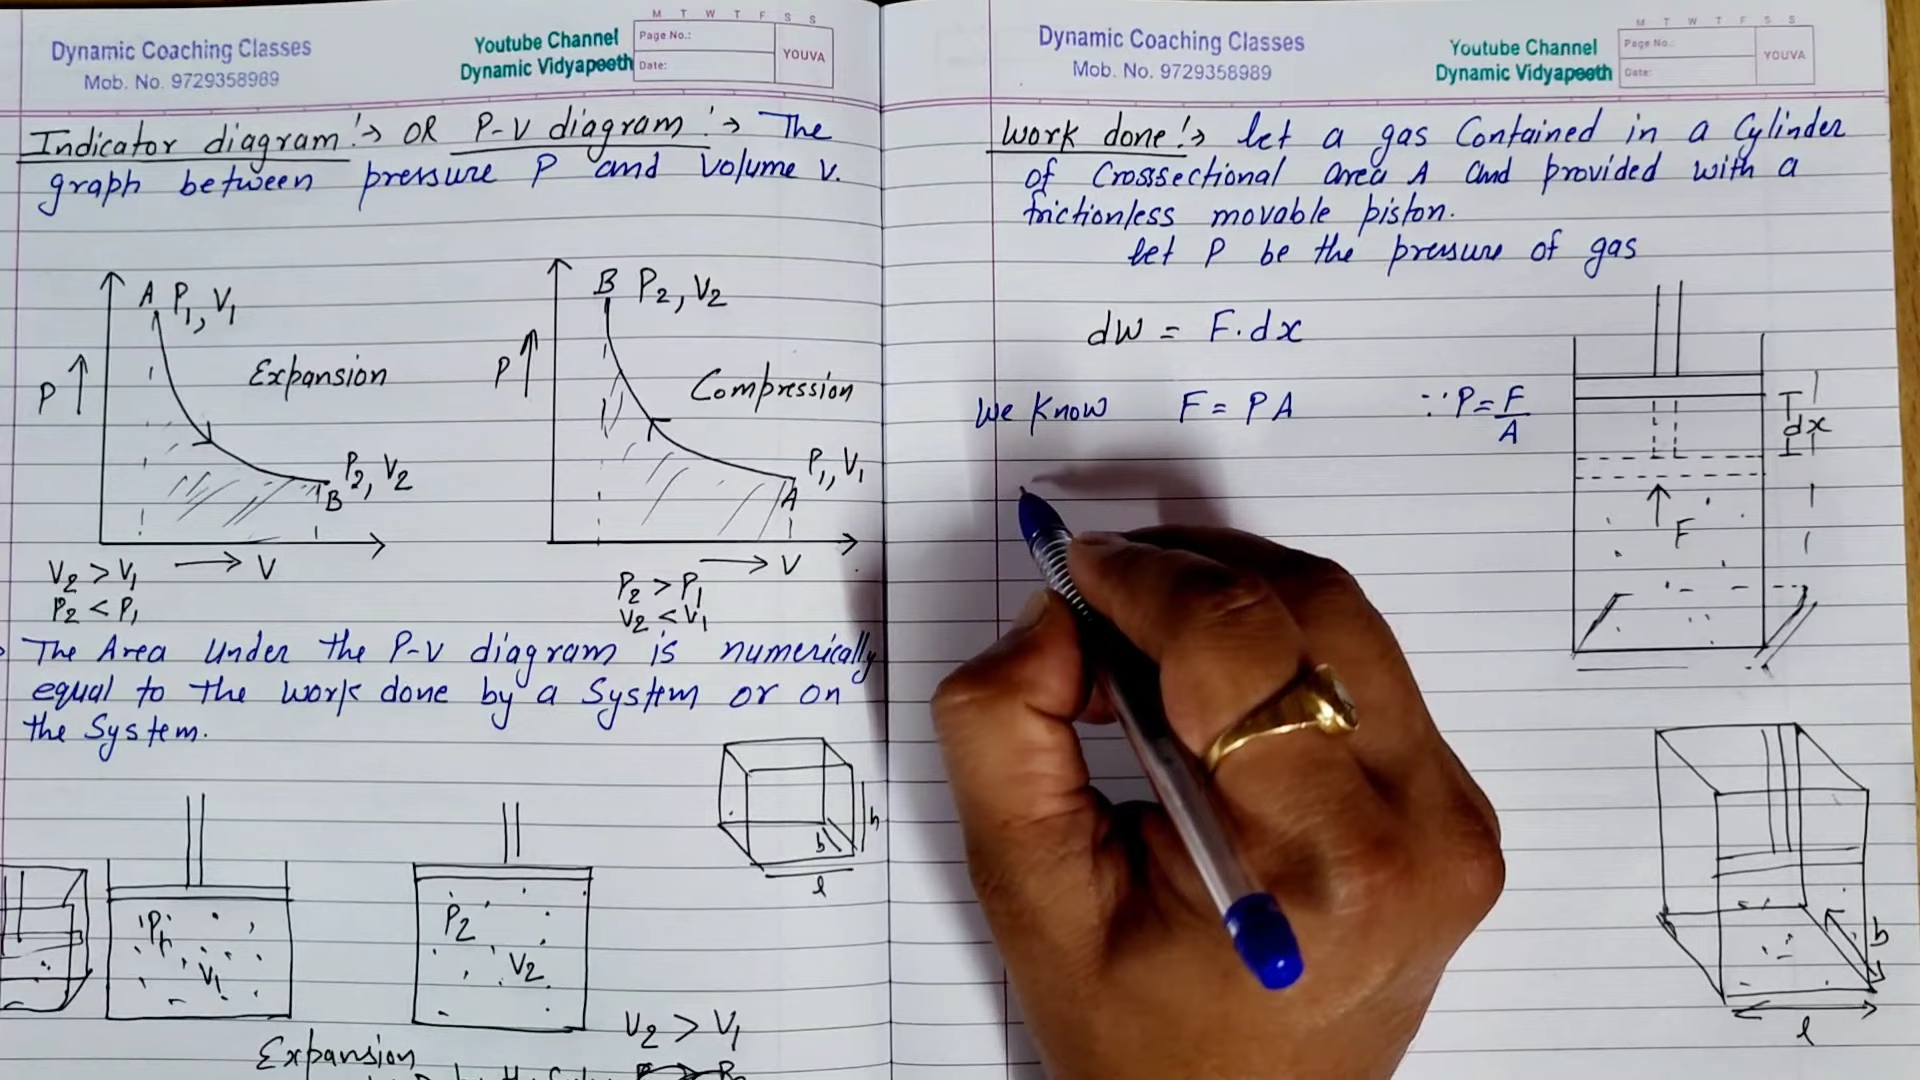 Dynamic Coaching Classes
Mob. No. 9729358989
Youtube Channel
Dynamic Vidyapeeth
M T W T F S S
Page No.:
Date:
YOUVA
Indicator diagram :→ OR P-V diagram :→ The
graph between pressure P and volume V.
A P1, V1
P
Expansion
P2, V2
B
V
V2 > V1
P2 < P1
B P2, V2
P
Compression
P1, V1
A
V
P2 > P1
V2 < V1
The Area Under the P-V diagram is numerically
equal to the work done by a System or on
the System.
h
b
l
P1
V1
P2
V2
V2 > V1
Expansion
Dynamic Coaching Classes
Mob. No. 9729358989
Youtube Channel
Dynamic Vidyapeeth
M T W T F S S
Page No.:
Date:
YOUVA
Work done :→ let a gas Contained in a Cylinder
of Crosssectional area A and provided with a
frictionless movable piston.
let P be the pressure of gas
dW = F.dx
We Know F = PA ∵ P = F/A
dx
F
b
l